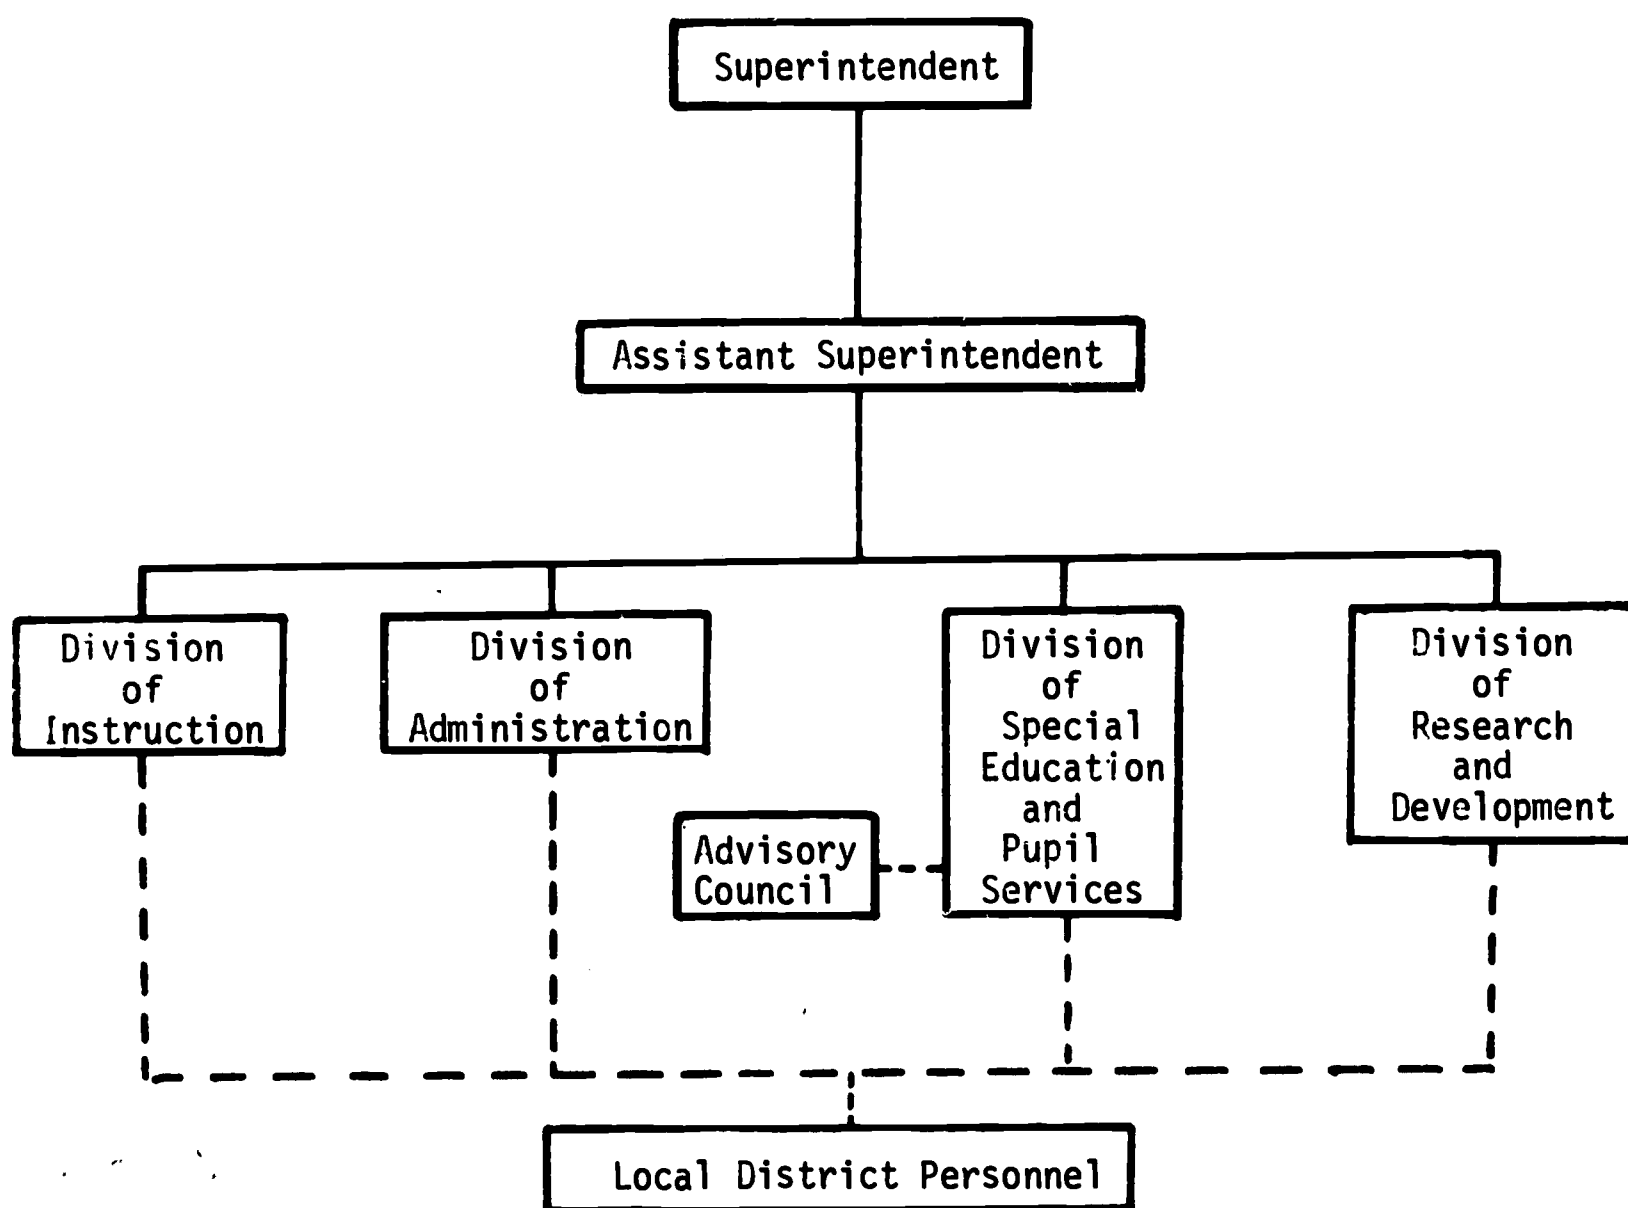 Superintendent
Assistant Superintendent
Division
of
Instruction
Division
of
Administration
Division
of
Special
Education
and
Pupil
Services
Division
of
Research
and
Development
Advisory
Council
Local District Personnel